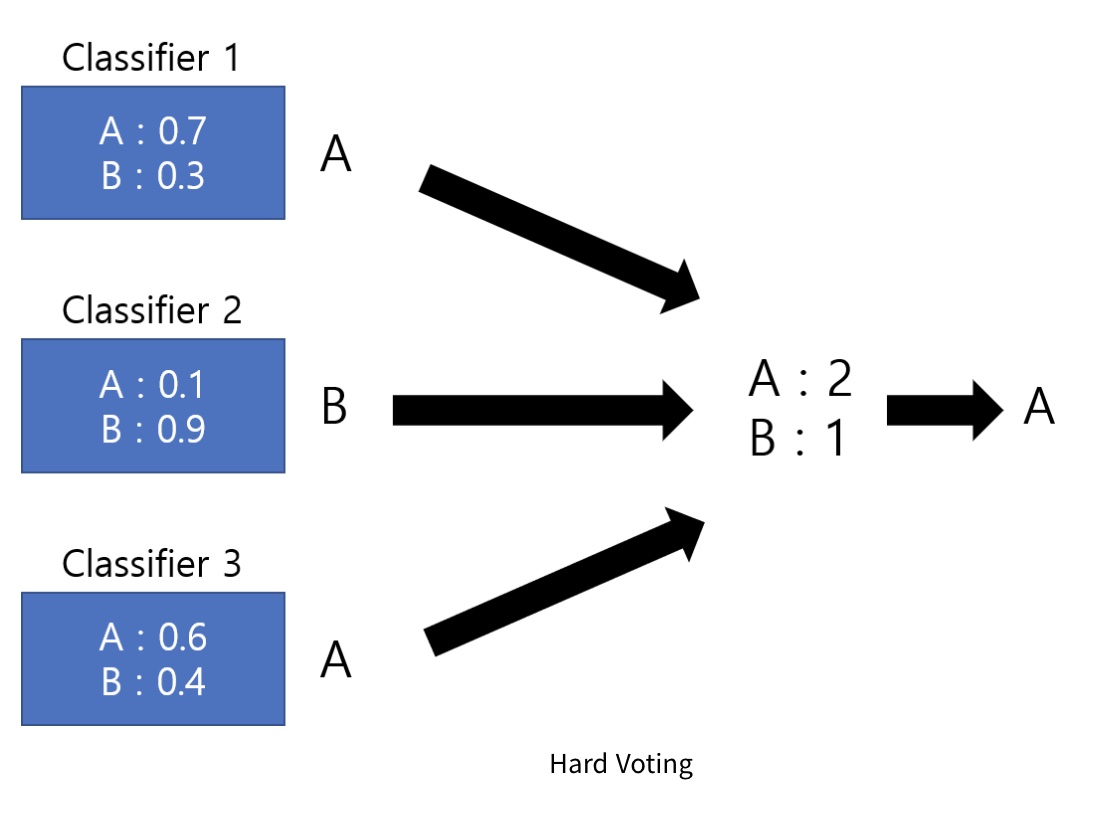 Classifier 1
A : 0.7
B : 0.3
A
Classifier 2
A : 0.1
B : 0.9
B
Classifier 3
A : 0.6
B : 0.4
A
A : 2
B : 1
A
Hard Voting